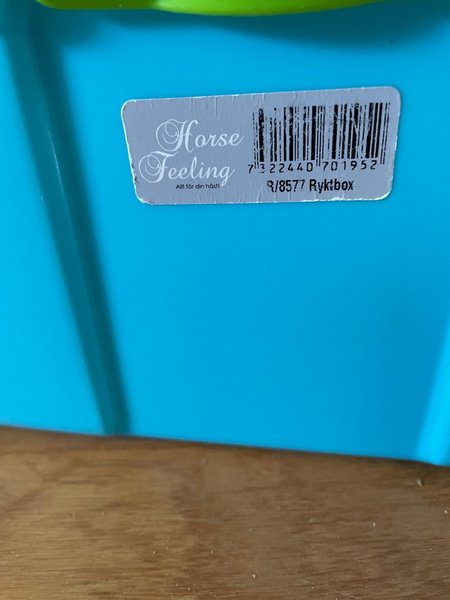 Horse
Feeling
Allt för din häst!
7 322440 701952
R/8577 Ryktbox